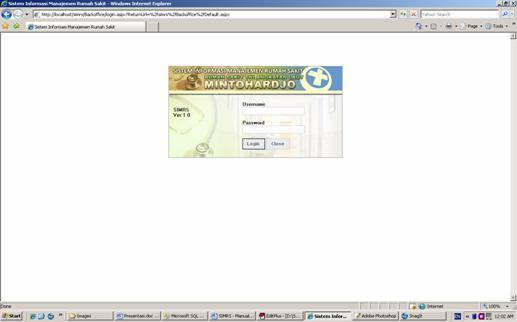 Sistem Informasi Manajemen Rumah Sakit - Windows Internet Explorer
http://localhost/simrs/Backoffice/login.aspx?ReturnUrl=%2fsimrs%2fBackoffice%2fDefault.aspx
Yahoo! Search
Sistem Informasi Manajemen Rumah Sakit
Page
Tools
SISTEM INFORMASI MANAJEMEN RUMAH SAKIT
MINTOHARDJO
SIMRS
Ver.1.0
Username
Password
Login
Close
Done
Internet
100%
Start
Images
Presentasi.doc ...
Microsoft SQL ...
SIMRS - Manual...
EditPlus - [D:/S...
Sistem Infor...
Adobe Photoshop
SnagIt
EN
12:02 AM